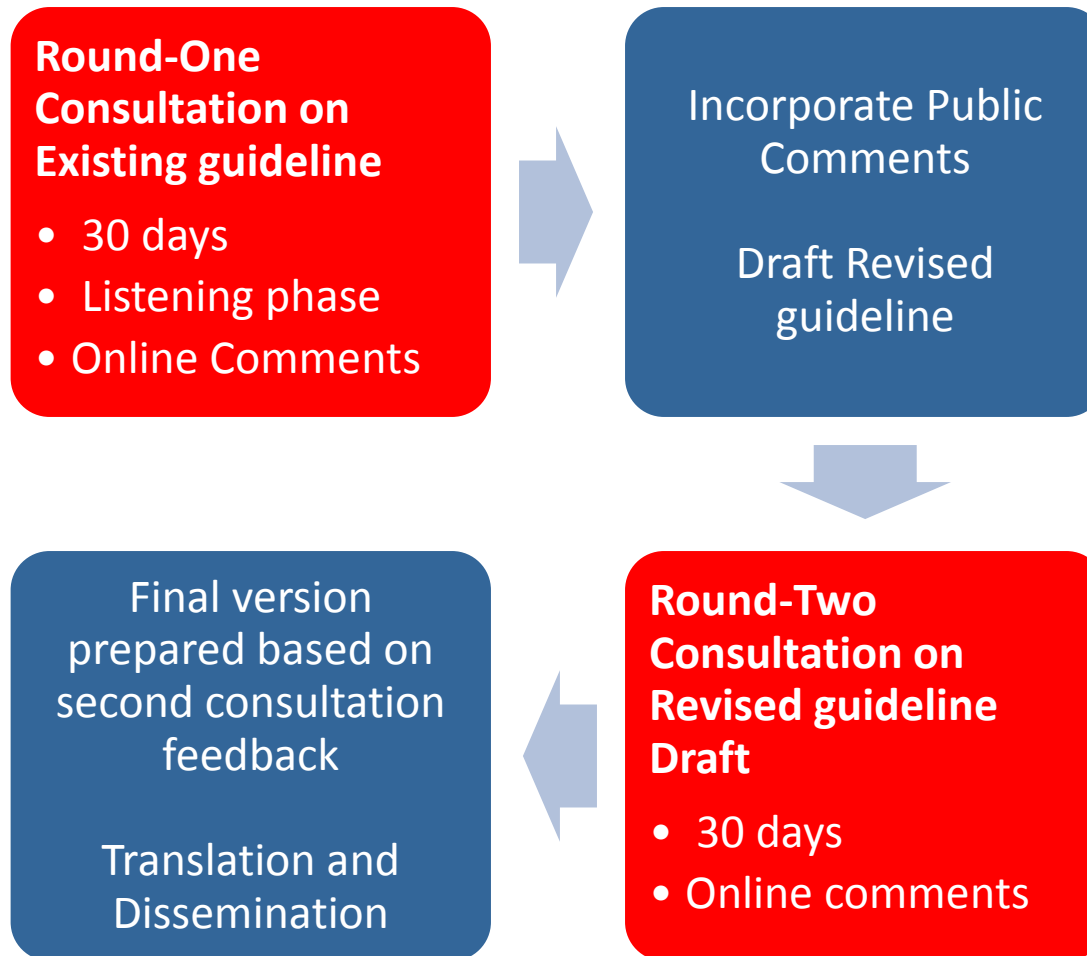 Round-One
Consultation on
Existing guideline
• 30 days
• Listening phase
• Online Comments
Incorporate Public
Comments
Draft Revised
guideline
Round-Two
Consultation on
Revised guideline
Draft
• 30 days
• Online comments
Final version
prepared based on
second consultation
feedback
Translation and
Dissemination